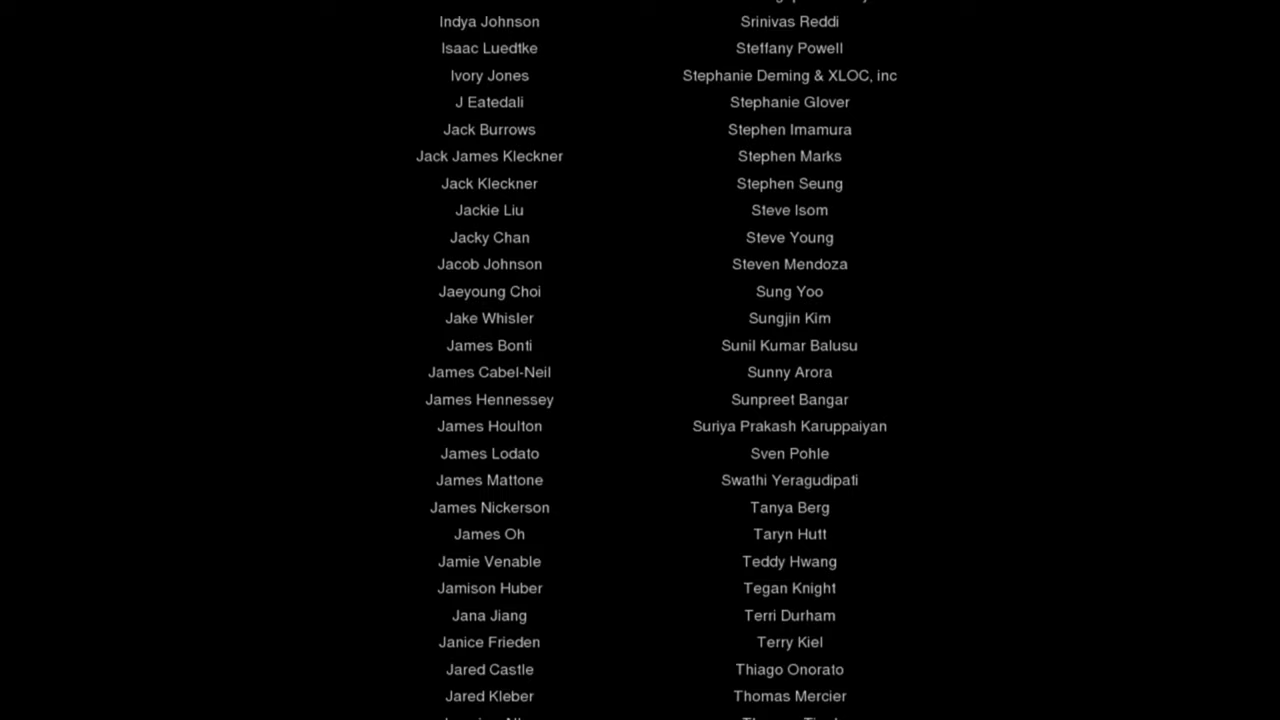 Indya Johnson
Isaac Luedtke
Ivory Jones
J Eatedali
Jack Burrows
Jack James Kleckner
Jack Kleckner
Jackie Liu
Jacky Chan
Jacob Johnson
Jaeyoung Choi
Jake Whisler
James Bonti
James Cabel-Neil
James Hennessey
James Houlton
James Lodato
James Mattone
James Nickerson
James Oh
Jamie Venable
Jamison Huber
Jana Jiang
Janice Frieden
Jared Castle
Jared Kleber
Srinivas Reddi
Steffany Powell
Stephanie Deming & XLOC, inc
Stephanie Glover
Stephen Imamura
Stephen Marks
Stephen Seung
Steve Isom
Steve Young
Steven Mendoza
Sung Yoo
Sungjin Kim
Sunil Kumar Balusu
Sunny Arora
Sunpreet Bangar
Suriya Prakash Karuppaiyan
Sven Pohle
Swathi Yeragudipati
Tanya Berg
Taryn Hutt
Teddy Hwang
Tegan Knight
Terri Durham
Terry Kiel
Thiago Onorato
Thomas Mercier